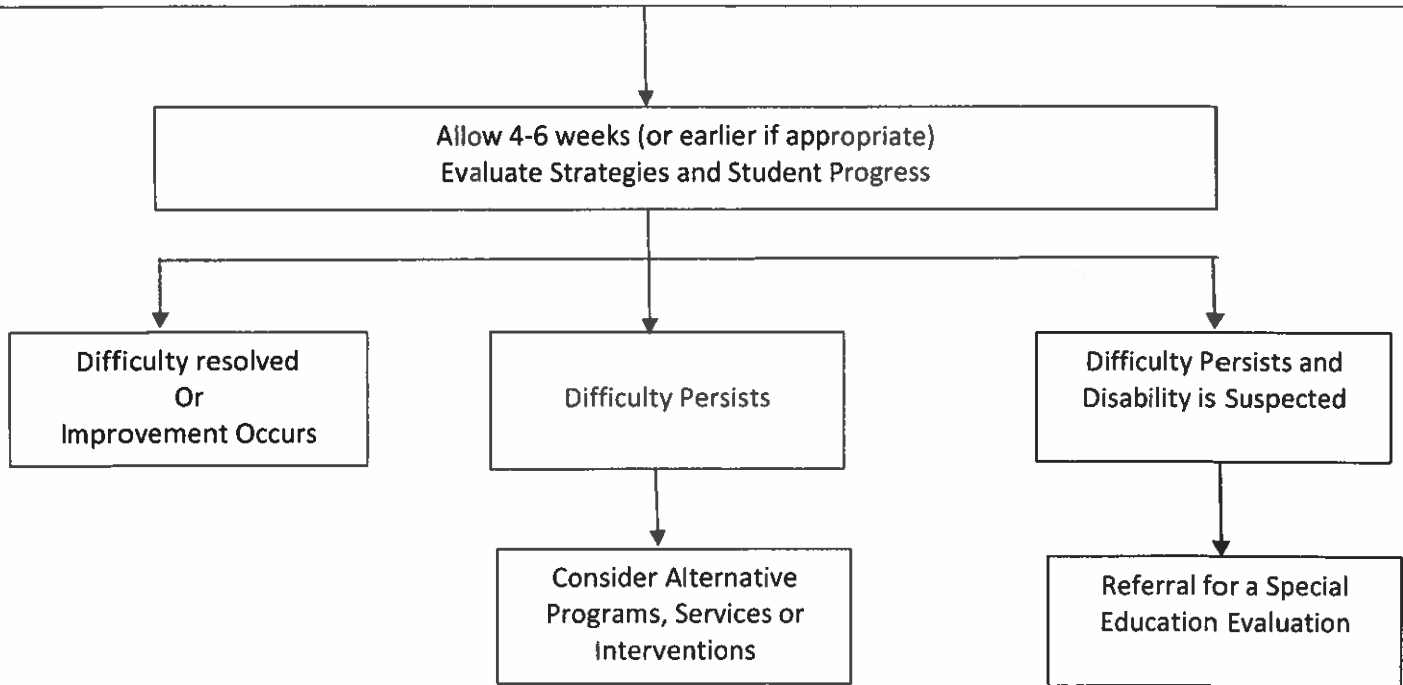 Allow 4-6 weeks (or earlier if appropriate)
Evaluate Strategies and Student Progress
Difficulty resolved
Or
Improvement Occurs
Difficulty Persists
Difficulty Persists and
Disability is Suspected
Consider Alternative
Programs, Services or
Interventions
Referral for a Special
Education Evaluation